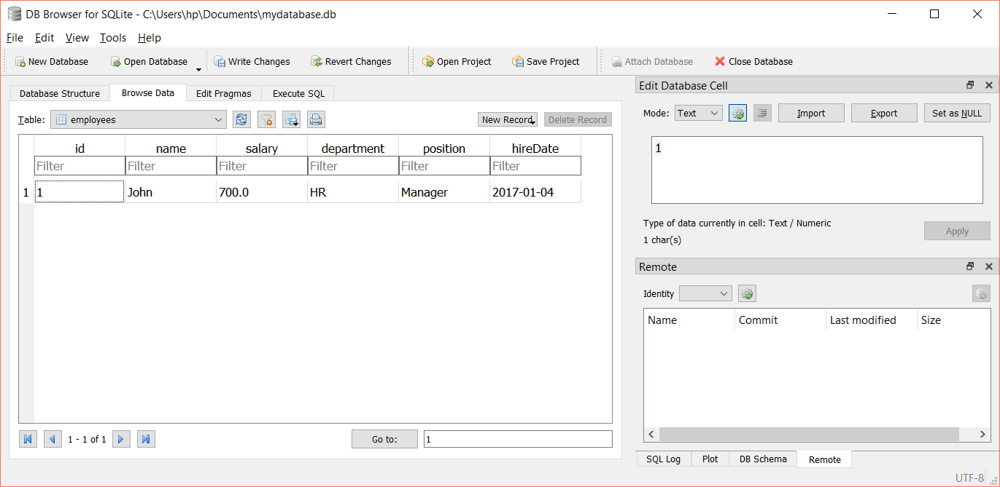 DB Browser for SQLite - C:\Users\hp\Documents\mydatabase.db
File Edit View Tools Help
New Database Open Database Write Changes Revert Changes Open Project Save Project Attach Database Close Database
Database Structure Browse Data Edit Pragmas Execute SQL
Table: employees New Record Delete Record
id name salary department position hireDate
Filter Filter Filter Filter Filter Filter
1 1 John 700.0 HR Manager 2017-01-04
1 - 1 of 1 Go to: 1
Edit Database Cell
Mode: Text Import Export Set as NULL
1
Type of data currently in cell: Text / Numeric
1 char(s)
Apply
Remote
Identity
Name Commit Last modified Size
SQL Log Plot DB Schema Remote
UTF-8